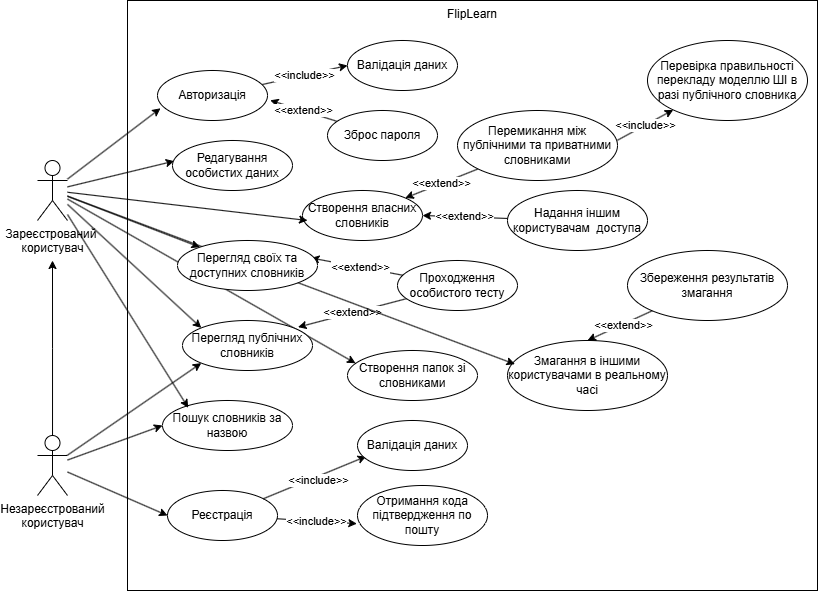 FlipLearn
Авторизація
<<include>>
Валідація даних
<<extend>>
Зброс пароля
Перевірка правильності
перекладу моделлю ШІ в
разі публічного словника
<<include>>
Перемикання між
публічними та приватними
словниками
Редагування
особистих даних
<<extend>>
Створення власних
словників
<<extend>>
Надання іншим
користувачам доступа
Зареєстрований
користувач
Перегляд своїх та
доступних словників
<<extend>>
Проходження
особистого тесту
<<extend>>
Збереження результатів
змагання
<<extend>>
Перегляд публічних
словників
Створення папок зі
словниками
Змагання в іншими
користувачами в реальному
часі
Пошук словників за
назвою
Валідація даних
<<include>>
Незареєстрований
користувач
Реєстрація
<<include>>
Отримання кода
підтвердження по
пошту